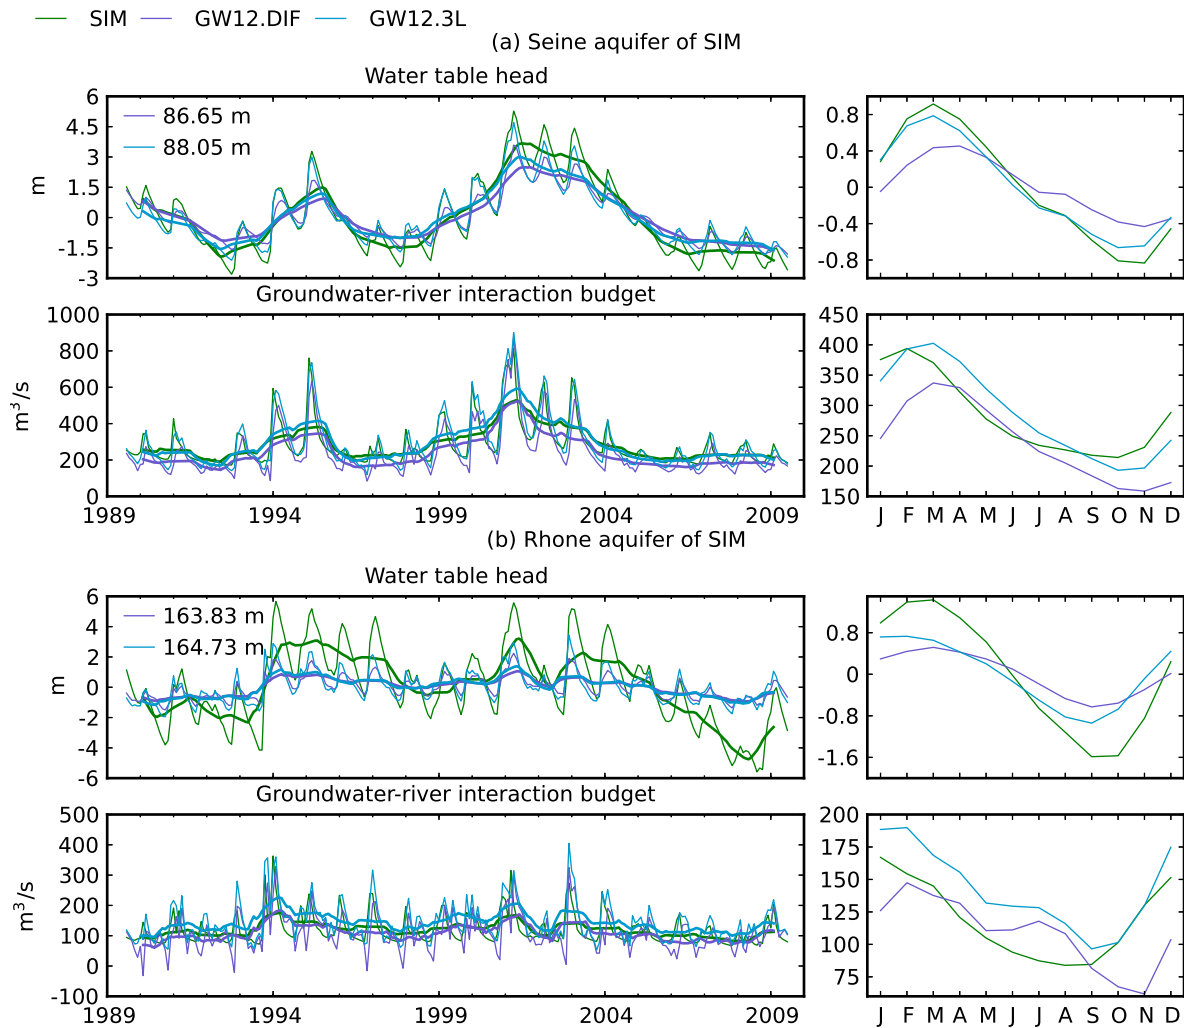 SIM GW12.DIF GW12.3L
(a) Seine aquifer of SIM
Water table head
6
4.5
3
1.5
0
-1.5
-3
m
86.65 m
88.05 m
0.8
0.4
0
-0.4
-0.8
Groundwater-river interaction budget
1000
800
600
400
200
0
m³/s
1989 1994 1999 2004 2009
450
400
350
300
250
200
150
J F M A M J J A S O N D
(b) Rhone aquifer of SIM
Water table head
6
4
2
0
-2
-4
-6
m
163.83 m
164.73 m
0.8
0
-0.8
-1.6
Groundwater-river interaction budget
500
400
300
200
100
0
-100
m³/s
1989 1994 1999 2004 2009
200
175
150
125
100
75
J F M A M J J A S O N D